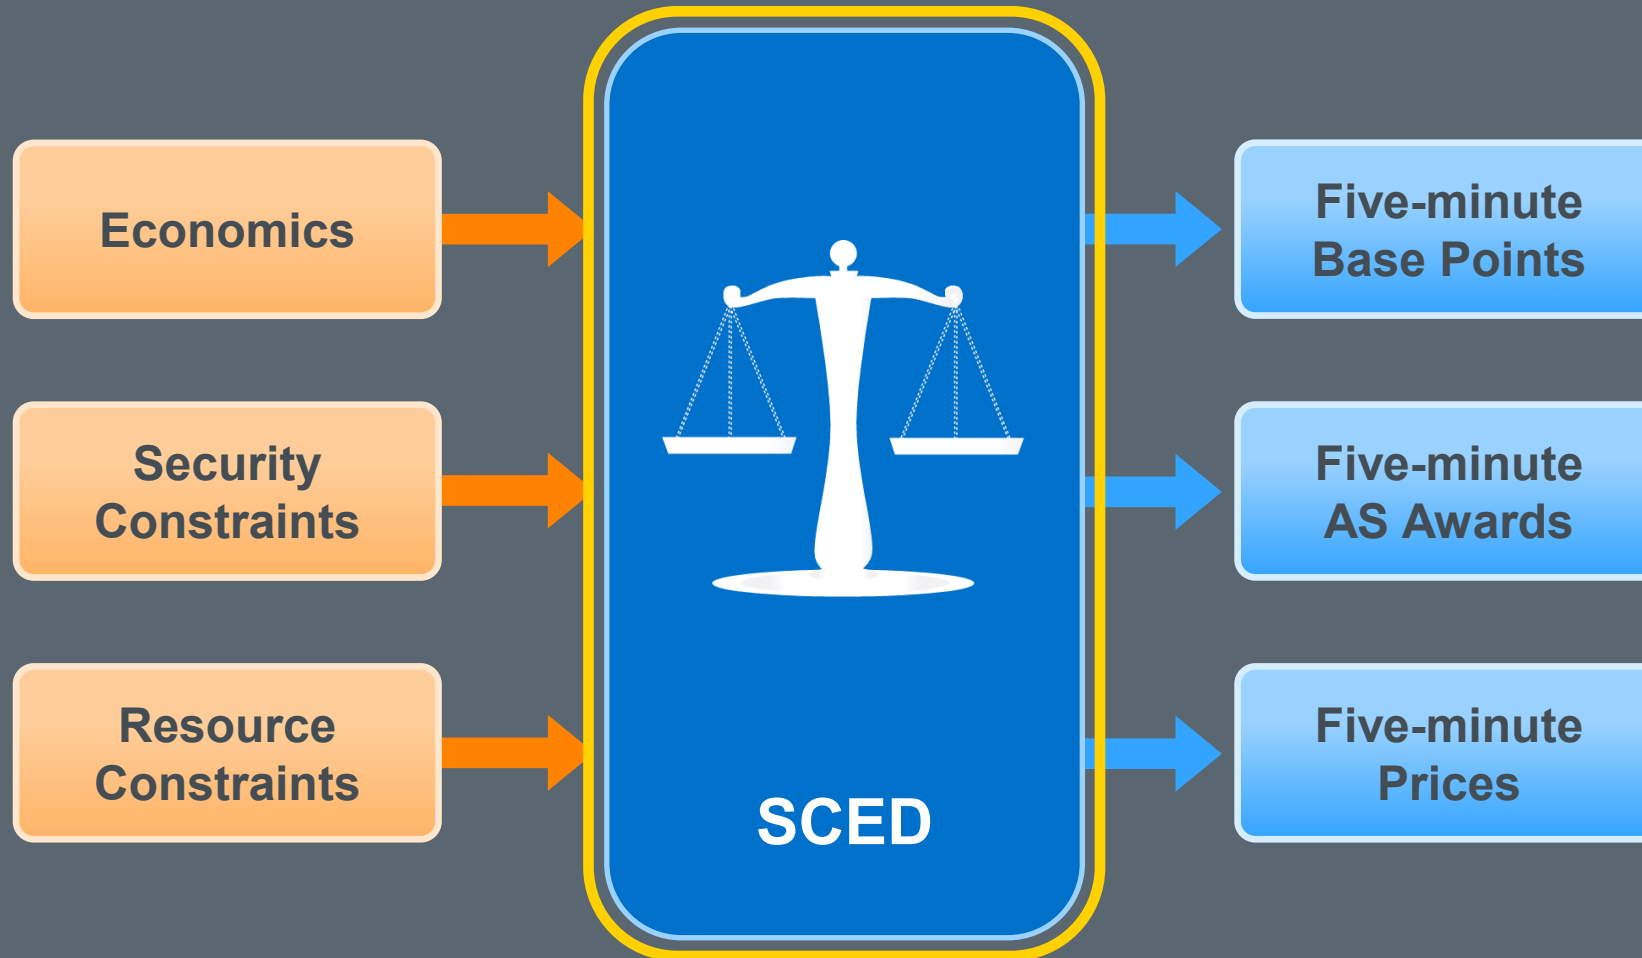 Economics
Security
Constraints
Resource
Constraints
SCED
Five-minute
Base Points
Five-minute
AS Awards
Five-minute
Prices